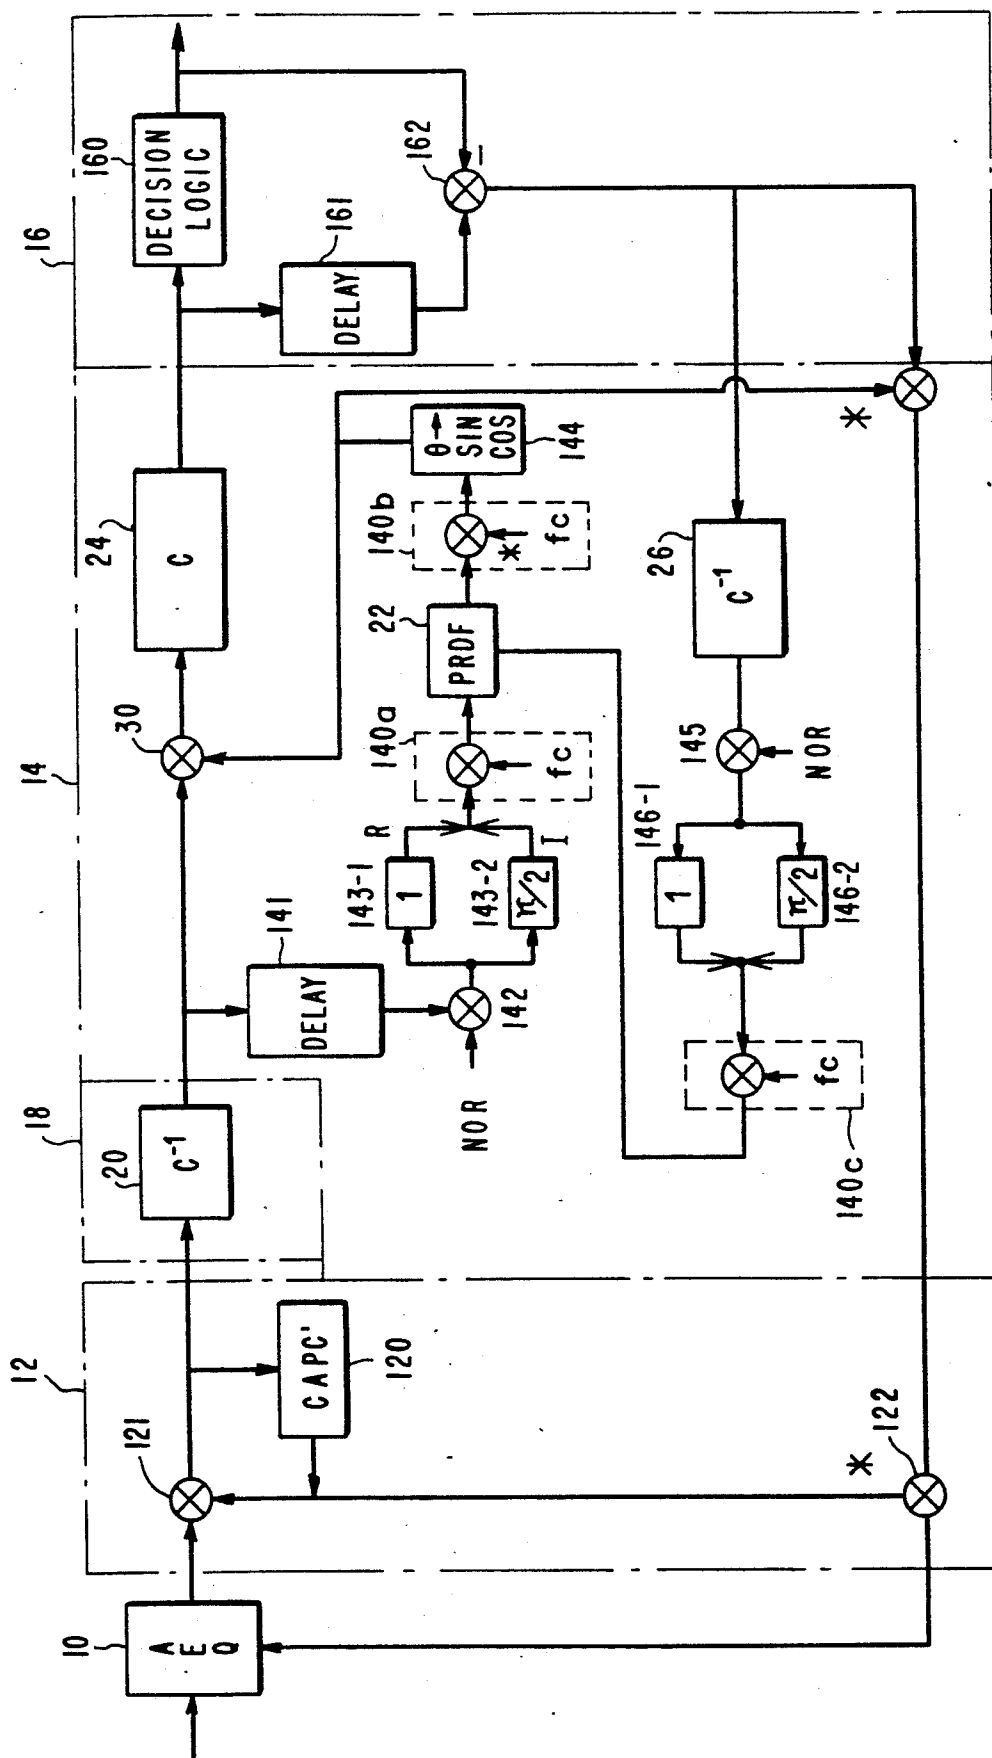 10
A
E
Q
12
121
CAPC'
120
*
122
18
20
C⁻¹
14
30
24
C
141
DELAY
NOR
142
143-1
1
R
143-2
π/2
I
140a
fc
22
PRDF
140b
*
fc
θ→
SIN
COS
144
140c
fc
146-1
1
π/2
146-2
145
NOR
26
C⁻¹
*
16
160
DECISION
LOGIC
161
DELAY
162
−